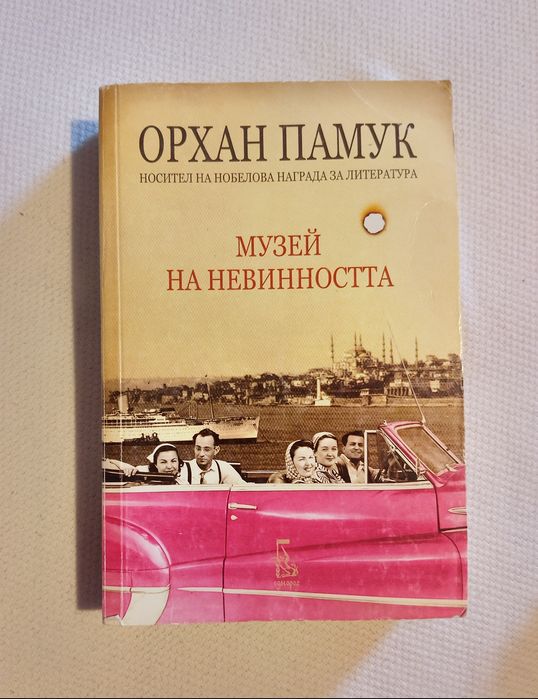 ОРХАН ПАМУК
НОСИТЕЛ НА НОБЕЛОВА НАГРАДА ЗА ЛИТЕРАТУРА
МУЗЕЙ
НА НЕВИННОСТТА